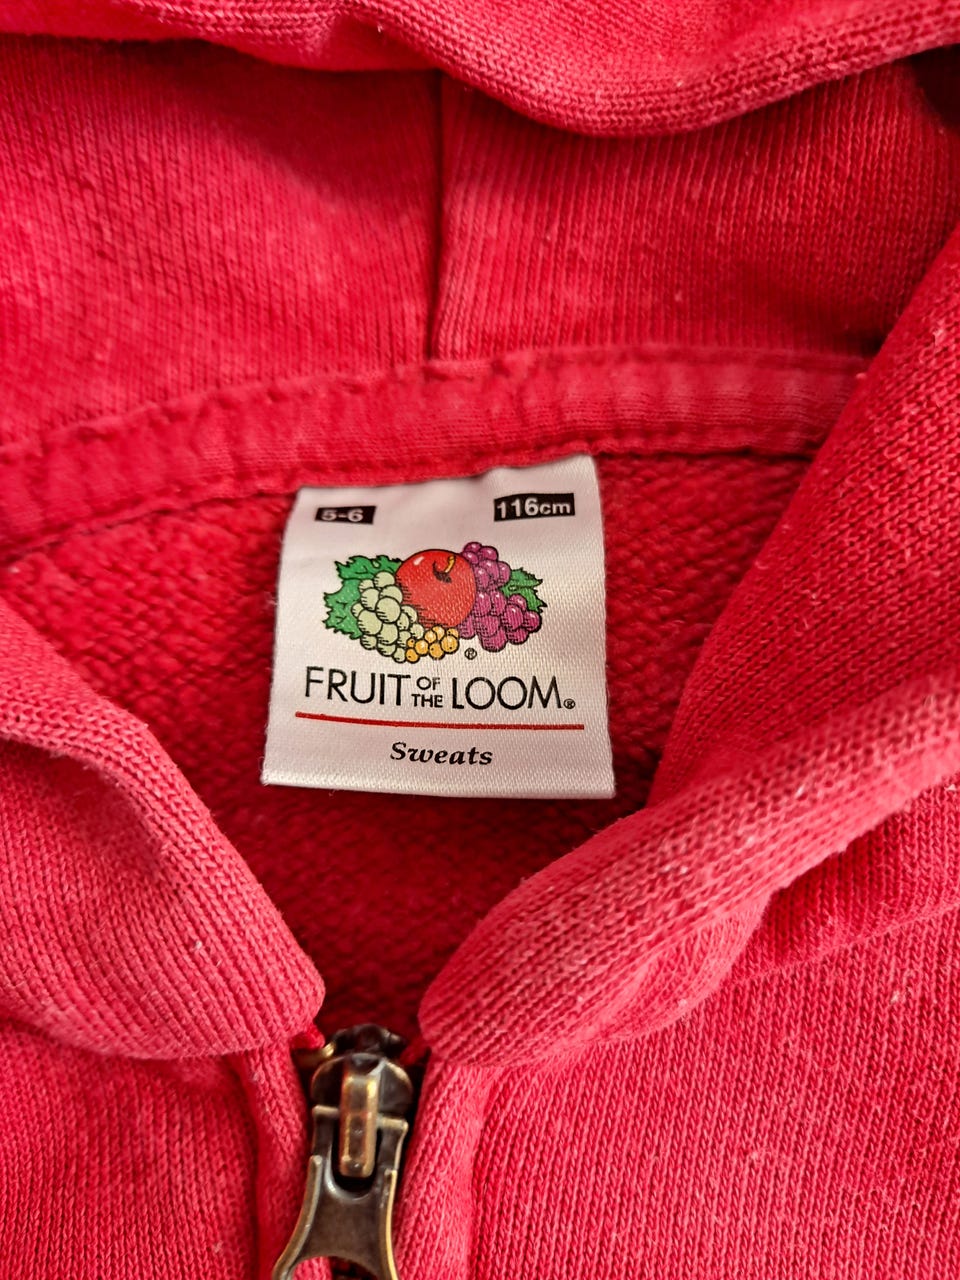 5-6 116cm
®
FRUIT OF THE LOOM®
Sweats